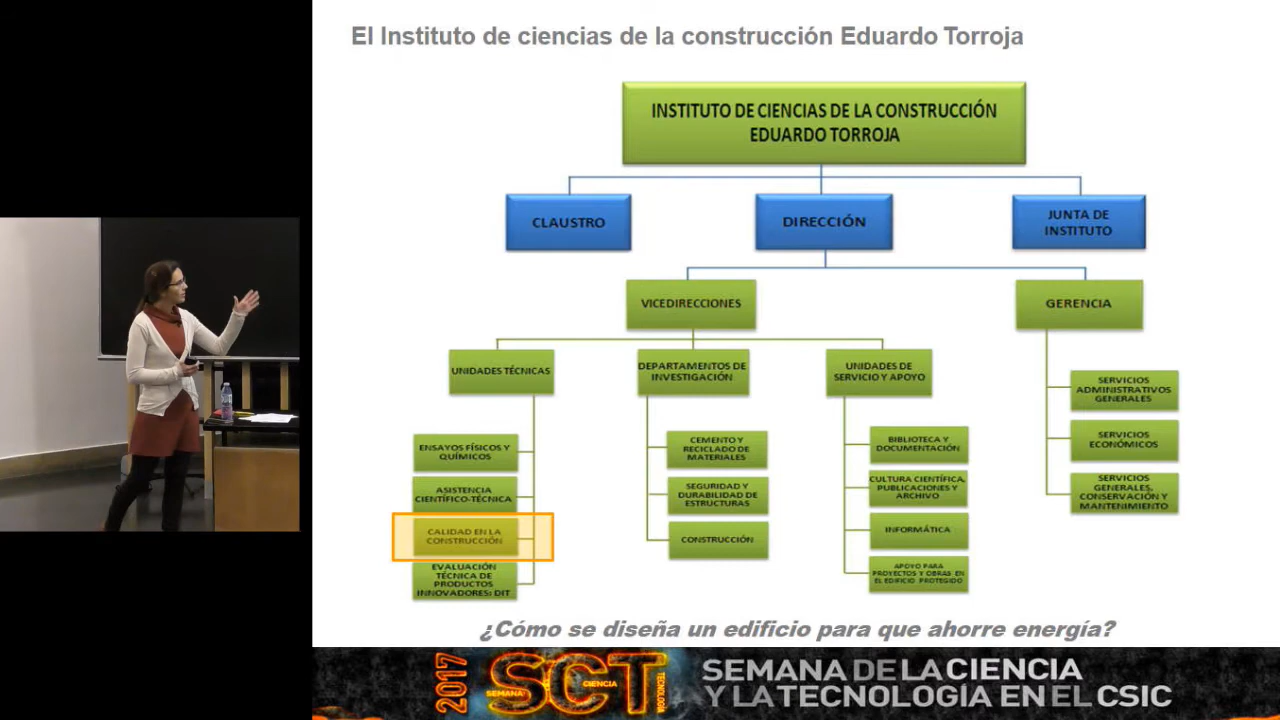 El Instituto de ciencias de la construcción Eduardo Torroja
INSTITUTO DE CIENCIAS DE LA CONSTRUCCIÓN
EDUARDO TORROJA
CLAUSTRO
DIRECCIÓN
JUNTA DE
INSTITUTO
VICEDIRECCIONES
GERENCIA
UNIDADES TÉCNICAS
DEPARTAMENTOS DE
INVESTIGACIÓN
UNIDADES DE
SERVICIO Y APOYO
ENSAYOS FÍSICOS Y
QUÍMICOS
ASISTENCIA
CIENTÍFICO-TÉCNICA
CALIDAD EN LA
CONSTRUCCIÓN
EVALUACIÓN
TÉCNICA DE
PRODUCTOS
INNOVADORES: DIT
CEMENTO Y
RECICLADO DE
MATERIALES
SEGURIDAD Y
DURABILIDAD DE
ESTRUCTURAS
CONSTRUCCIÓN
BIBLIOTECA Y
DOCUMENTACIÓN
CULTURA CIENTÍFICA,
PUBLICACIONES Y
ARCHIVO
INFORMÁTICA
APOYO PARA
PROYECTOS Y OBRAS EN
EL EDIFICIO PROTEGIDO
SERVICIOS
ADMINISTRATIVOS
GENERALES
SERVICIOS
ECONÓMICOS
SERVICIOS
GENERALES,
CONSERVACIÓN Y
MANTENIMIENTO
¿Cómo se diseña un edificio para que ahorre energía?
2017
SCT
SEMANA
CIENCIA
TECNOLOGÍA
SEMANA DE LA CIENCIA
Y LA TECNOLOGÍA EN EL CSIC